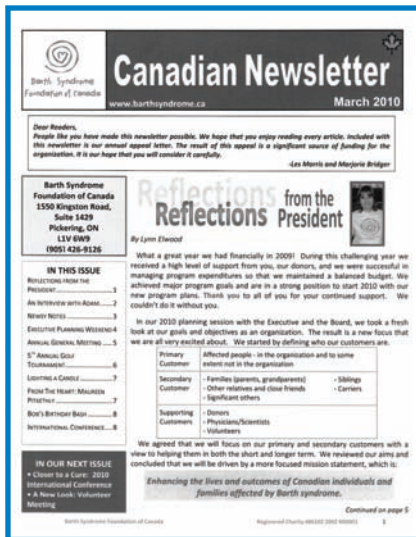 Barth Syndrome
Foundation of Canada
Canadian Newsletter
www.barthsyndrome.ca
March 2010
Dear Readers,
People like you have made this newsletter possible. We hope that you enjoy reading every article. Included with
this newsletter is our annual appeal letter. The result of this appeal is a significant source of funding for the
organization. It is our hope that you will consider it carefully.
-Les Morris and Marjorie Bridger
Barth Syndrome
Foundation of Canada
1550 Kingston Road,
Suite 1429
Pickering, ON
L1V 6W9
(905) 426-9126
IN THIS ISSUE
REFLECTIONS FROM THE
PRESIDENT 1
AN INTERVIEW WITH ADAM 2
NEWSY NOTES 3
EXECUTIVE PLANNING WEEKEND 4
ANNUAL GENERAL MEETING 5
5TH ANNUAL GOLF
TOURNAMENT 6
LIGHTING A CANDLE 7
FROM THE HEART: MAUREEN
7
BOB'S BIRTHDAY BASH 8
INTERNATIONAL CONFERENCE 8
IN OUR NEXT ISSUE
• Closer to a Cure: 2010
International Conference
• A New Look: Volunteer
Meeting
Reflections
Reflections from the
President
By Lynn Elwood
What a great year we had financially in 2009! During this challenging year we
received a high level of support from you, our donors, and we were successful in
managing program expenditures so that we maintained a balanced budget. We
achieved major program goals and are in a strong position to start 2010 with our
new program plans. Thank you to all of you for your continued support. We
couldn't do it without you.
In our 2010 planning session with the Executive and the Board, we took a fresh
look at our goals and objectives as an organization. The result is a new focus that
we are all very excited about. We started by defining who our customers are.
Primary Customer
Affected people - in the organization and to some
extent not in the organization
Secondary Customer
- Families (parents, grandparents)
- Other relatives and close friends
- Significant others
- Siblings
- Carriers
Supporting Customers
- Donors
- Physicians/Scientists
- Volunteers
We agreed that we will focus on our primary and secondary customers with a
view to helping them in both the short and longer term. We reviewed our aims and
concluded that we will be driven by a more focused mission statement, which is:
Enhancing the lives and outcomes of Canadian individuals and
families affected by Barth syndrome.
Continued on page 5
Barth Syndrome Foundation of Canada
Registered Charity
1